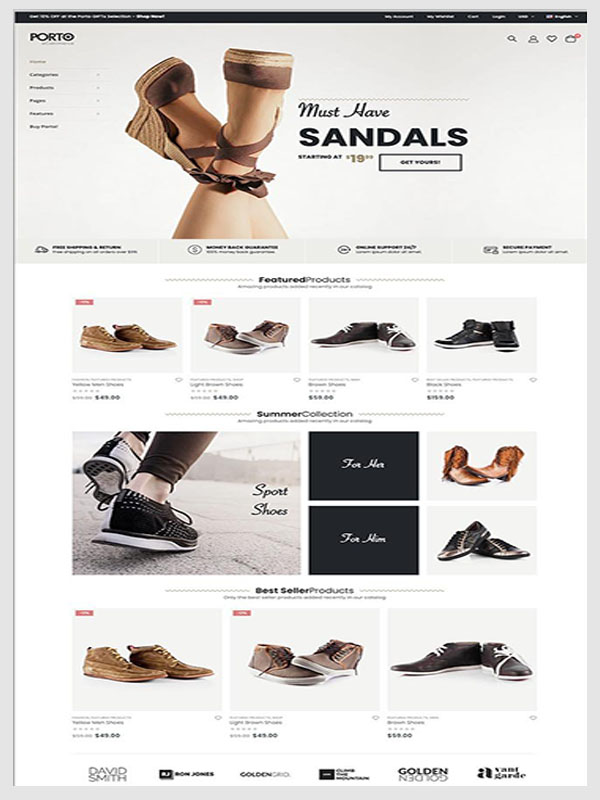 Get 10% OFF at the Porto Gifts Selection - Shop Now!
My Account My Wishlist Cart Login USD English
PORTO
eCommerce
Home
Categories
Products
Pages
Features
Buy Porto!
Must Have
SANDALS
STARTING AT $19⁹⁹
GET YOURS!
FREE SHIPPING & RETURN
Free shipping on all orders over $99.
MONEY BACK GUARANTEE
100% money back guarantee.
ONLINE SUPPORT 24/7
Lorem ipsum dolor sit amet.
SECURE PAYMENT
Lorem ipsum dolor sit amet.
FeaturedProducts
Amazing products added recently in our catalog
Yellow Men Shoes
$59.00 $49.00
Light Brown Shoes
$59.00 $49.00
Brown Shoes
$59.00
Black Shoes
$159.00
SummerCollection
Amazing products added recently in our catalog
Sport
Shoes
For Her
For Him
Best SellerProducts
Only the best seller products added recently in our catalog
Yellow Men Shoes
$59.00 $49.00
Light Brown Shoes
$59.00 $49.00
Brown Shoes
$59.00
DAVID
SMITH
RJ RON JONES
GOLDENGRID.
CLIMB
THE
MOUNTAIN
GOLDEN
GOLDEN
a vant
garde